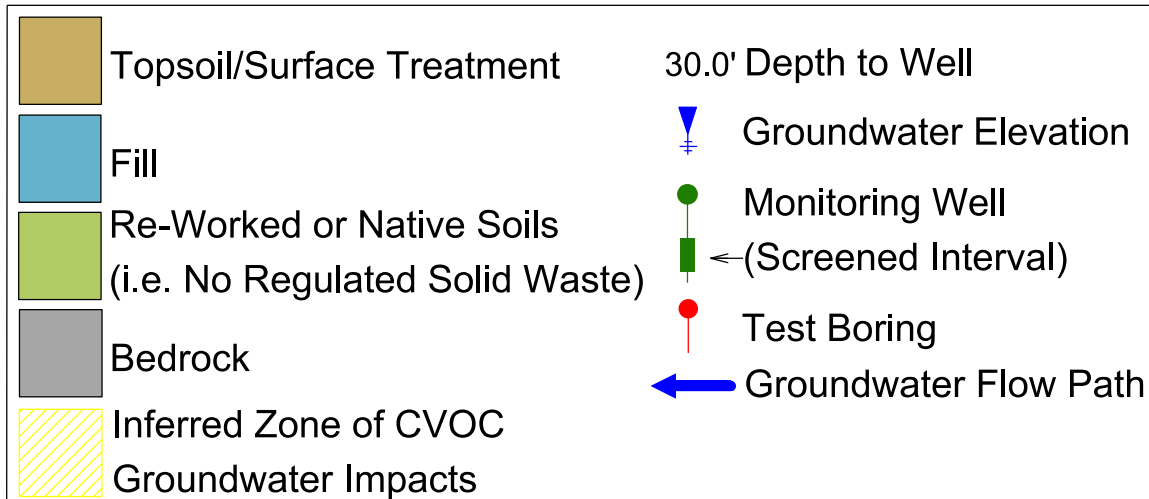 Topsoil/Surface Treatment
Fill
Re-Worked or Native Soils
(i.e. No Regulated Solid Waste)
Bedrock
Inferred Zone of CVOC
Groundwater Impacts
30.0' Depth to Well
Groundwater Elevation
Monitoring Well
(Screened Interval)
Test Boring
Groundwater Flow Path